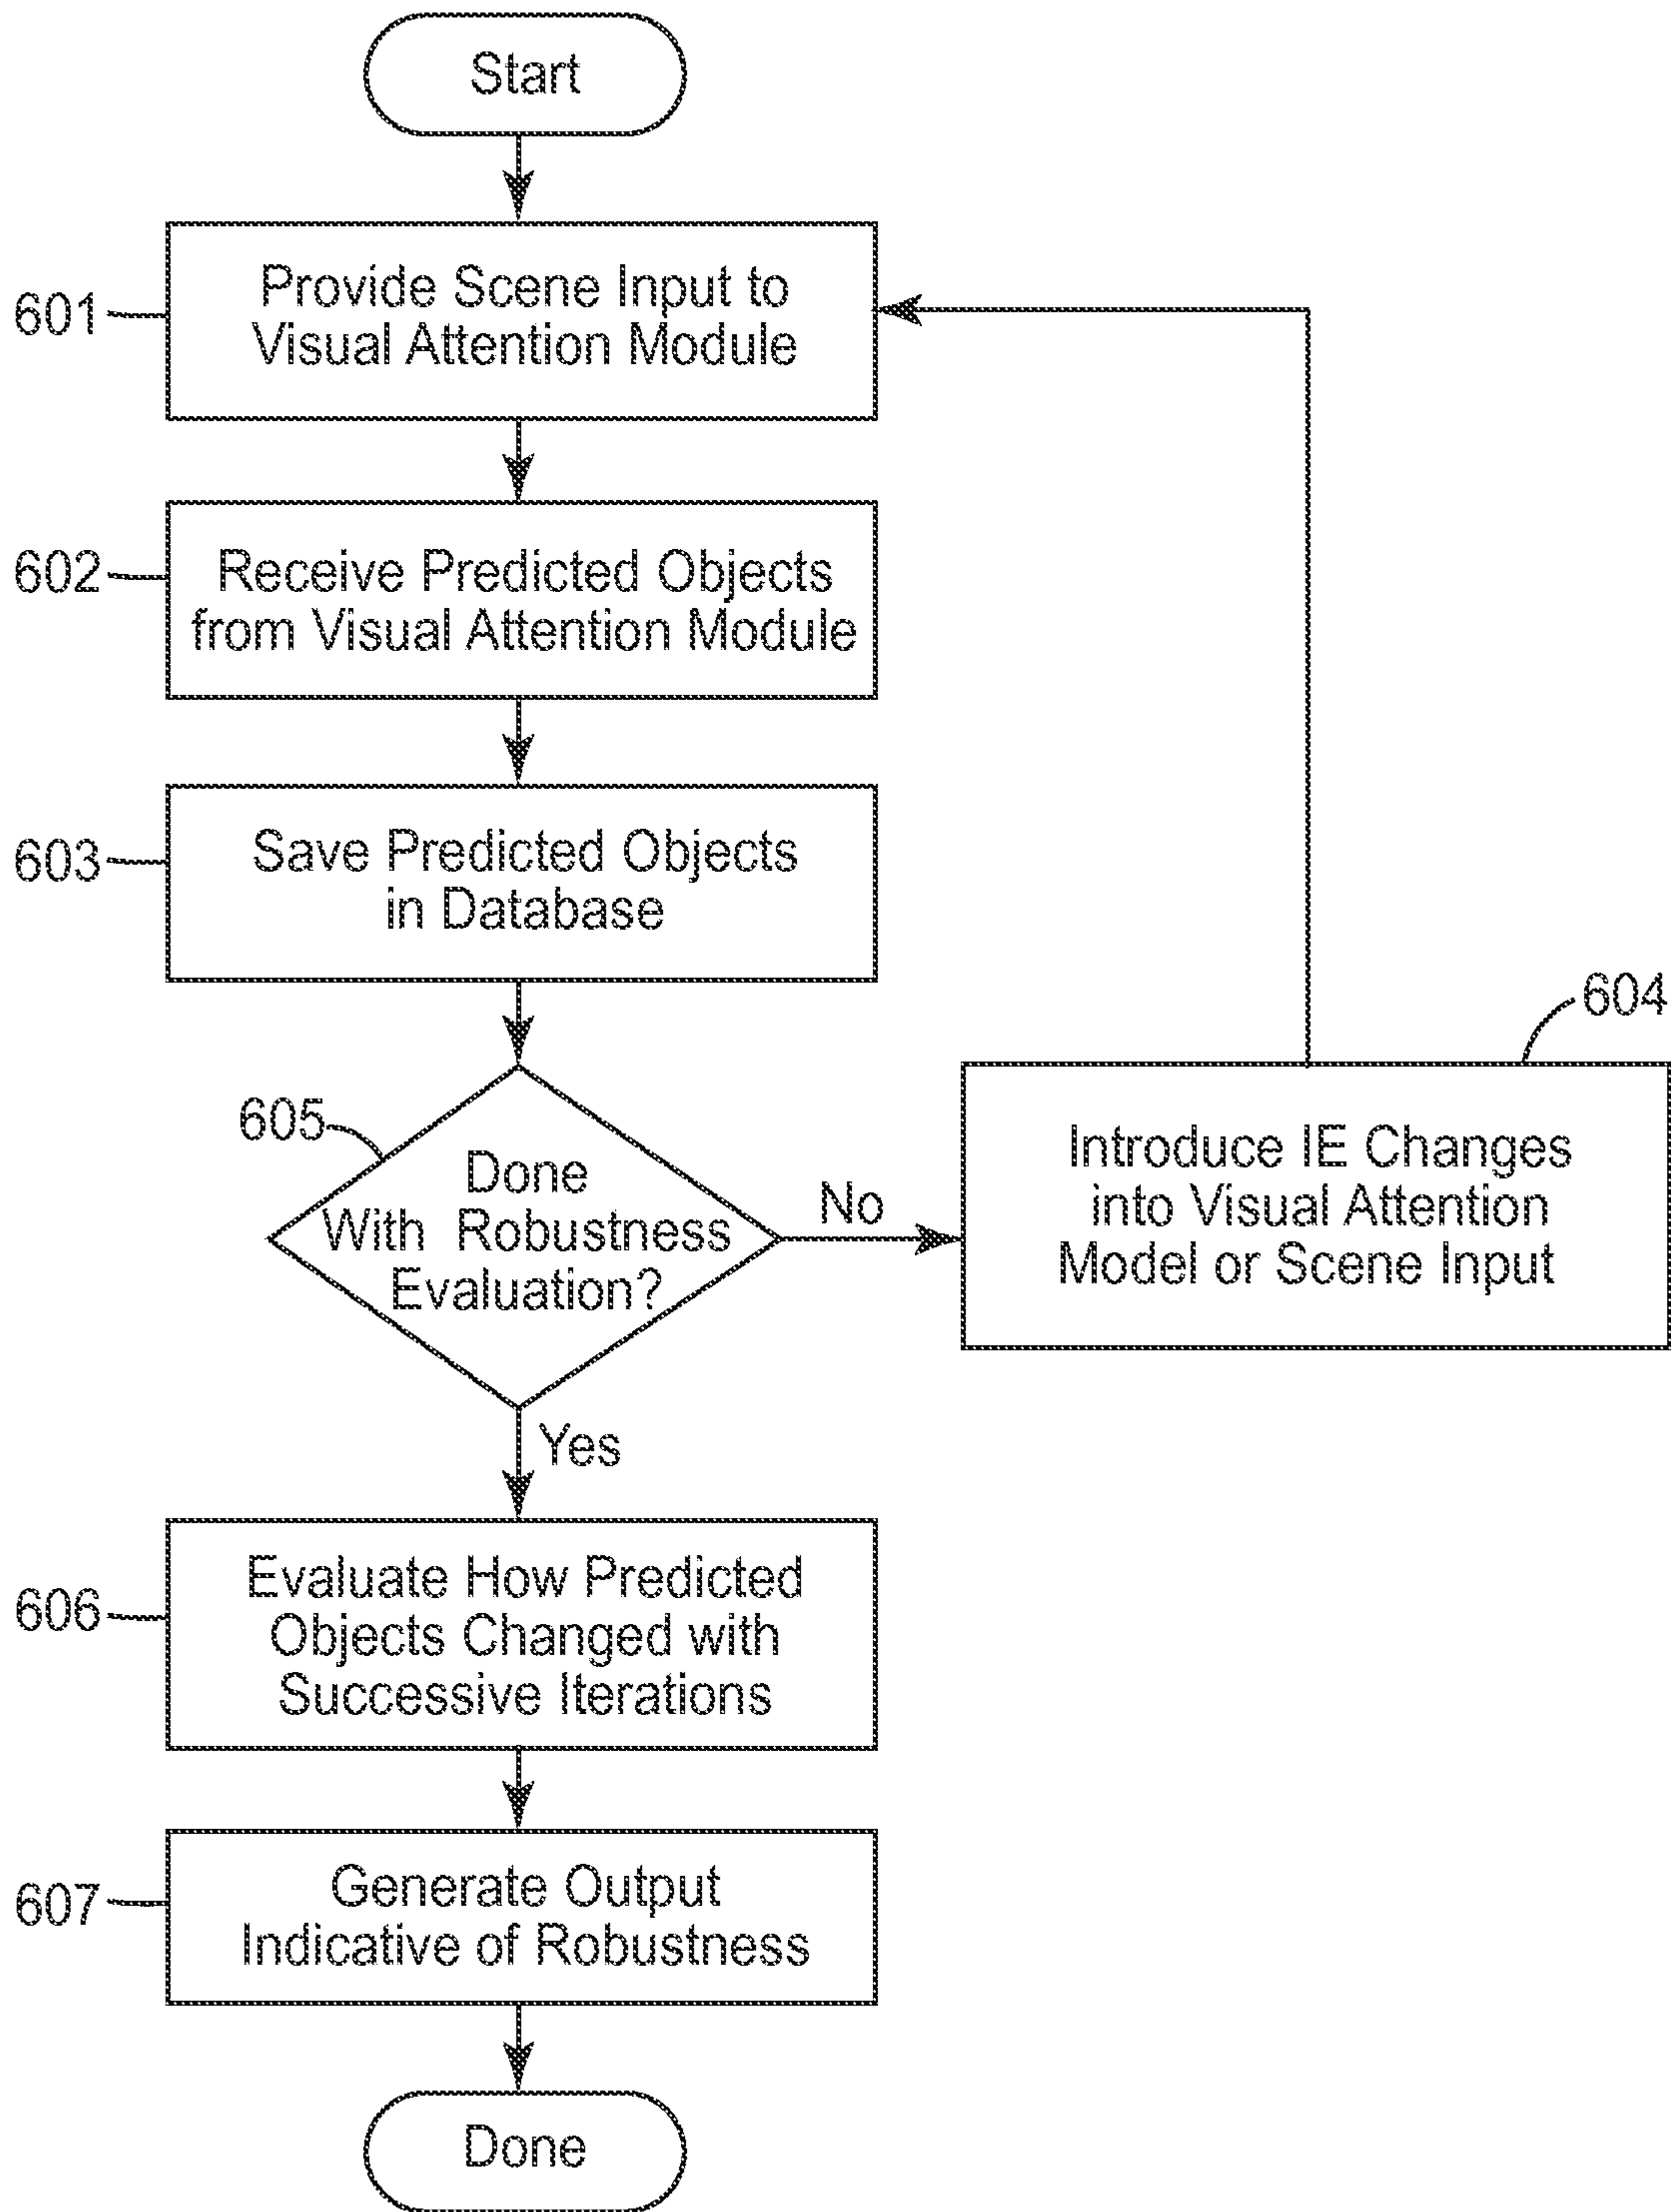 Start
601
Provide Scene Input to
Visual Attention Module
602
Receive Predicted Objects
from Visual Attention Module
603
Save Predicted Objects
in Database
604
605
Done
With Robustness
Evaluation?
No
Introduce IE Changes
into Visual Attention
Model or Scene Input
Yes
606
Evaluate How Predicted
Objects Changed with
Successive Iterations
607
Generate Output
Indicative of Robustness
Done